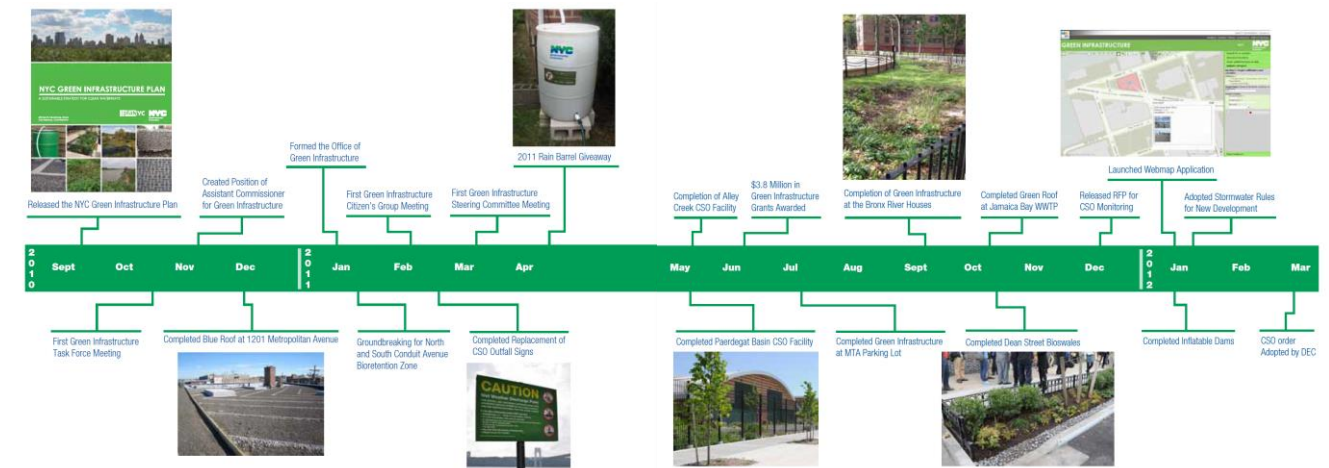 NYC GREEN INFRASTRUCTURE PLAN
NYC
NYC
GREEN INFRASTRUCTURE
NYC
Released the NYC Green Infrastructure Plan
Created Position of
Assistant Commissioner
for Green Infrastructure
Formed the Office of
Green Infrastructure
First Green Infrastructure
Citizen's Group Meeting
First Green Infrastructure
Steering Committee Meeting
2011 Rain Barrel Giveaway
Completion of Alley
Creek CSO Facility
$3.8 Million in
Green Infrastructure
Grants Awarded
Completion of Green Infrastructure
at the Bronx River Houses
Completed Green Roof
at Jamaica Bay WWTP
Released RFP for
CSO Monitoring
Launched Webmap Application
Adopted Stormwater Rules
for New Development
2010 Sept Oct Nov Dec 2011 Jan Feb Mar Apr May Jun Jul Aug Sept Oct Nov Dec 2012 Jan Feb Mar
First Green Infrastructure
Task Force Meeting
Completed Blue Roof at 1201 Metropolitan Avenue
Groundbreaking for North
and South Conduit Avenue
Bioretention Zone
Completed Replacement of
CSO Outfall Signs
CAUTION
Completed Paerdegat Basin CSO Facility
Completed Green Infrastructure
at MTA Parking Lot
Completed Dean Street Bioswales
Completed Inflatable Dams
CSO order
Adopted by DEC